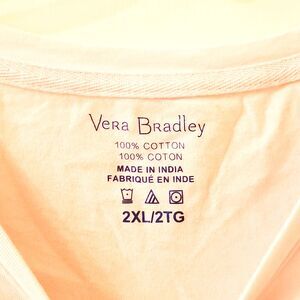 Vera Bradley
100% COTTON
100% COTON
MADE IN INDIA
FABRIQUÉ EN INDE
2XL/2TG